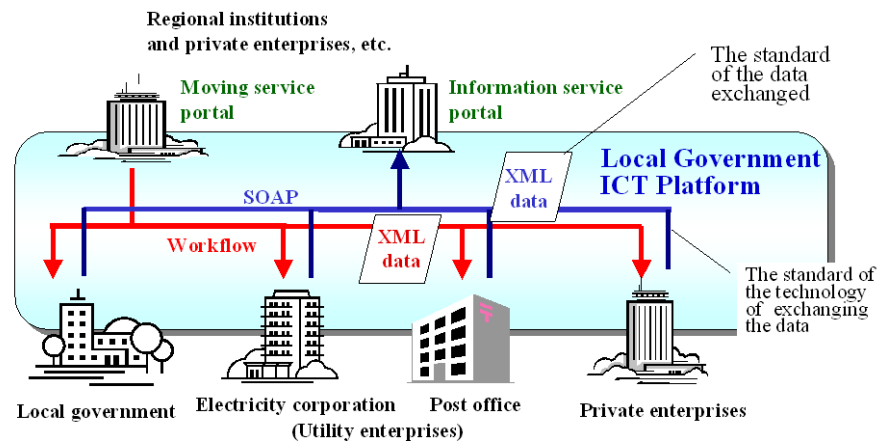 Regional institutions
and private enterprises, etc.
Moving service
portal
Information service
portal
The standard
of the data
exchanged
Local Government
ICT Platform
XML
data
SOAP
Workflow
XML
data
The standard of
the technology
of exchanging
the data
Local government
Electricity corporation
(Utility enterprises)
Post office
Private enterprises